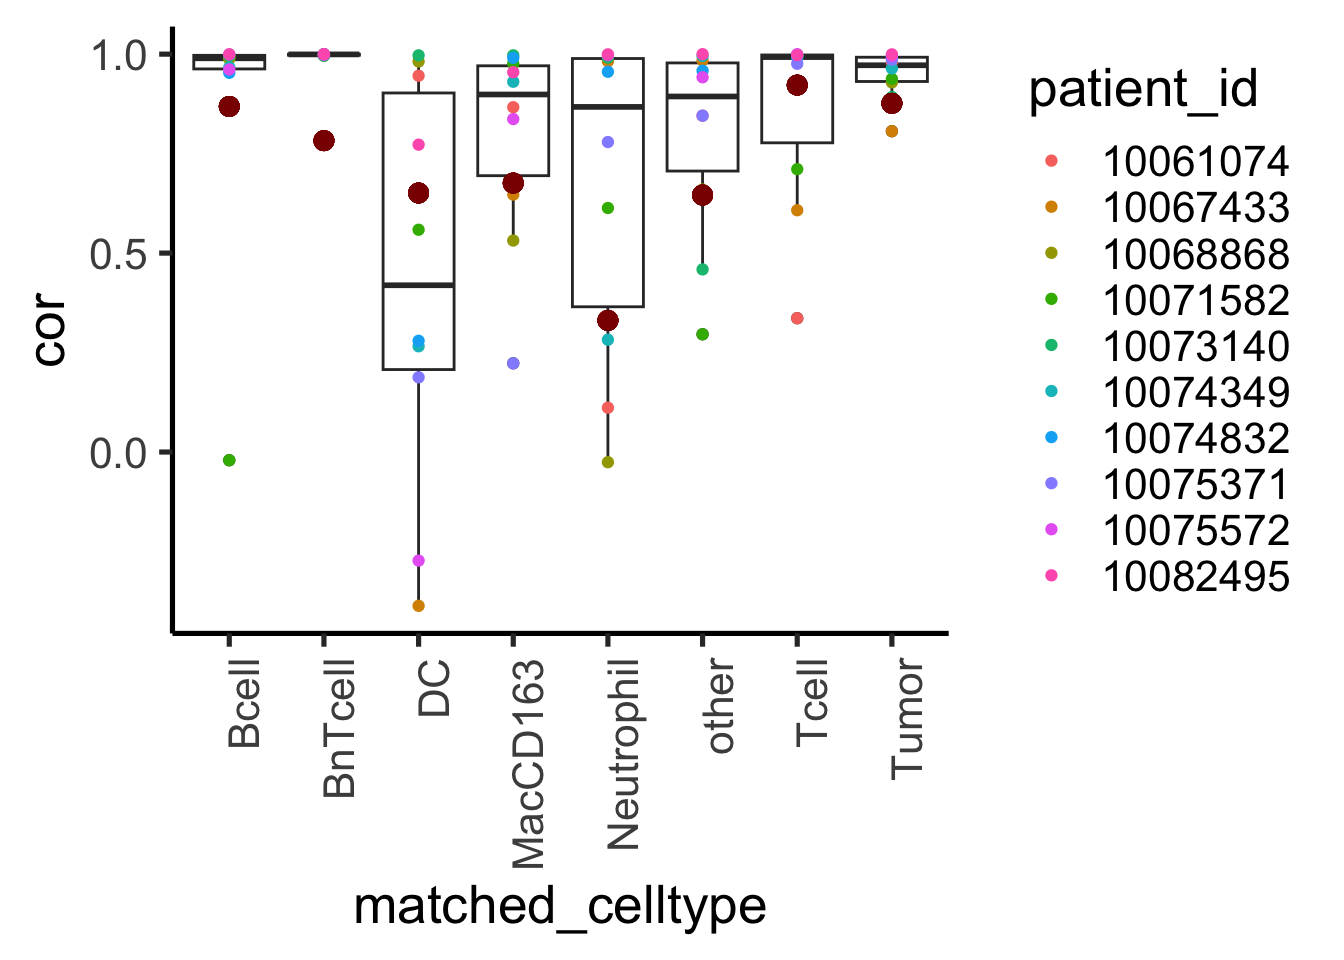 1.0
0.5
0.0
cor
Bcell
BnTcell
DC
MacCD163
Neutrophil
other
Tcell
Tumor
matched_celltype
patient_id
10061074
10067433
10068868
10071582
10073140
10074349
10074832
10075371
10075572
10082495